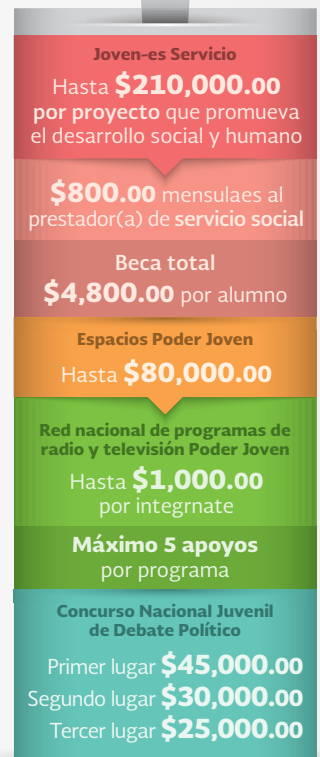 Joven-es Servicio
Hasta $210,000.00
por proyecto que promueva
el desarrollo social y humano
$800.00 mensulaes al
prestador(a) de servicio social
Beca total
$4,800.00 por alumno
Espacios Poder Joven
Hasta $80,000.00
Red nacional de programas de
radio y televisión Poder Joven
Hasta $1,000.00
por integrnate
Máximo 5 apoyos
por programa
Concurso Nacional Juvenil
de Debate Político
Primer lugar $45,000.00
Segundo lugar $30,000.00
Tercer lugar $25,000.00